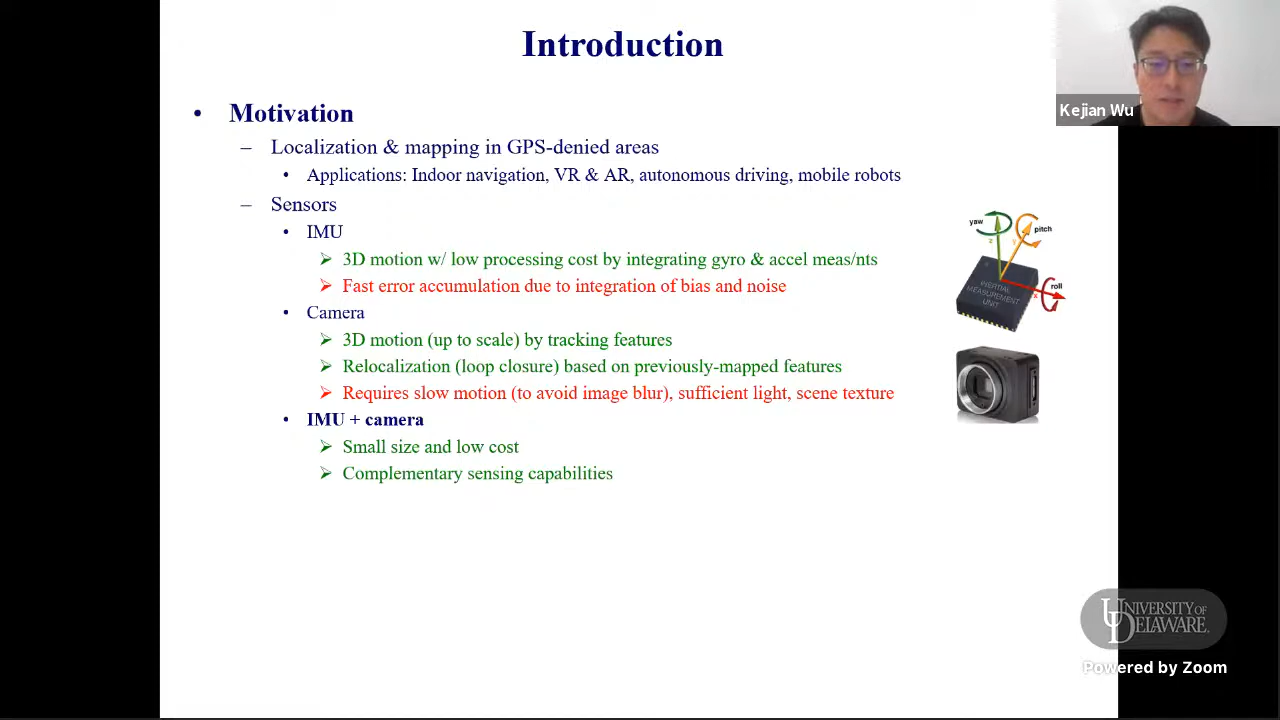 Introduction
Kejian Wu
• Motivation
– Localization & mapping in GPS-denied areas
• Applications: Indoor navigation, VR & AR, autonomous driving, mobile robots
– Sensors
• IMU
➢ 3D motion w/ low processing cost by integrating gyro & accel meas/nts
➢ Fast error accumulation due to integration of bias and noise
• Camera
➢ 3D motion (up to scale) by tracking features
➢ Relocalization (loop closure) based on previously-mapped features
➢ Requires slow motion (to avoid image blur), sufficient light, scene texture
• IMU + camera
➢ Small size and low cost
➢ Complementary sensing capabilities
yaw
z
y
pitch
roll
x
INERTIAL
MEASUREMENT
UNIT
UNIVERSITY OF
DELAWARE.
Powered by Zoom